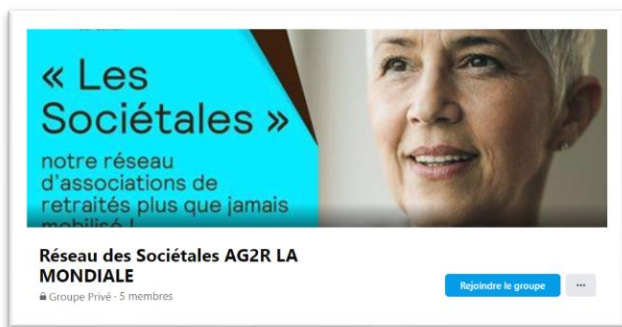 « Les
Sociétales »
notre réseau
d'associations de
retraités plus que jamais
mobilisé !
Réseau des Sociétales AG2R LA
MONDIALE
Groupe Privé · 5 membres
Rejoindre le groupe